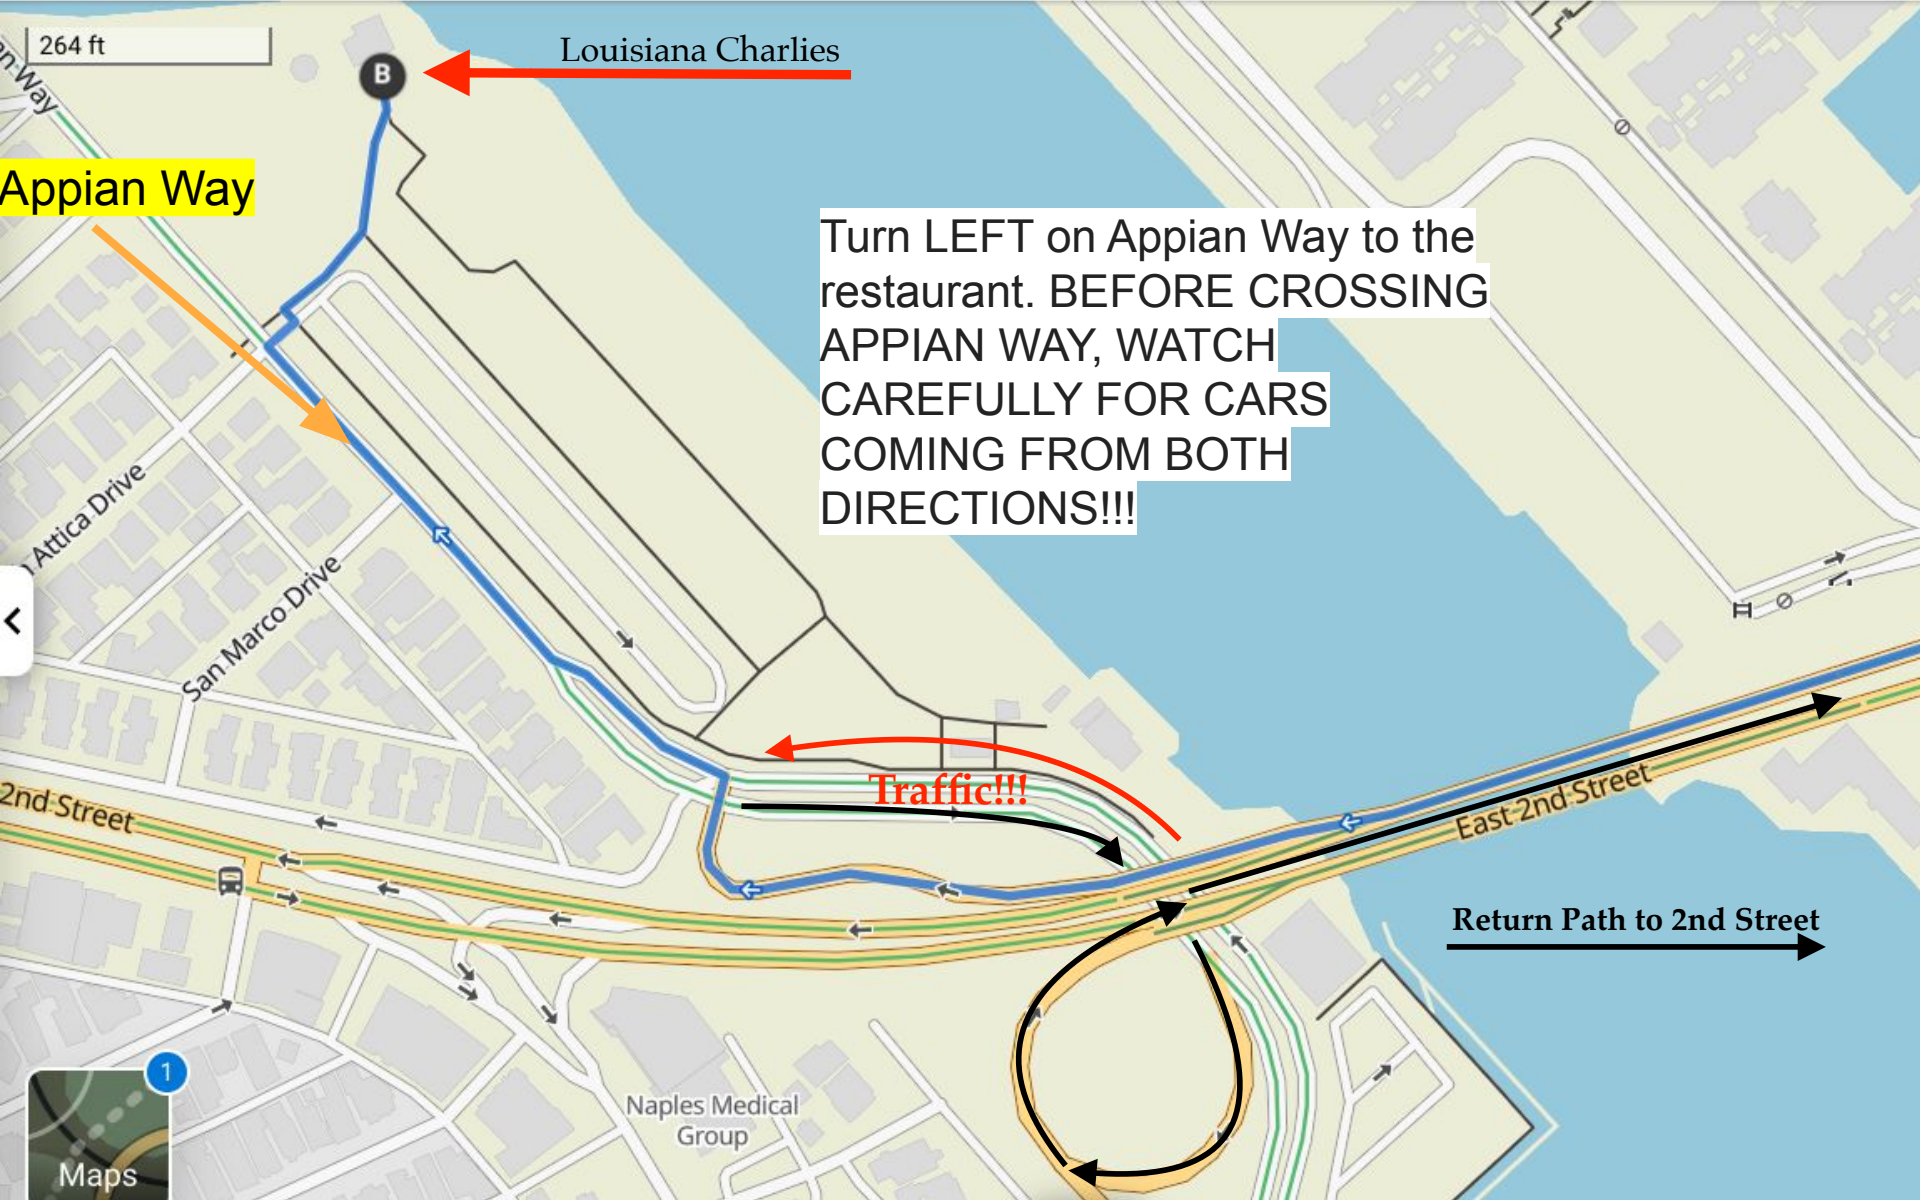 264 ft
Louisiana Charlies
B
Appian Way
Turn LEFT on Appian Way to the
restaurant. BEFORE CROSSING
APPIAN WAY, WATCH
CAREFULLY FOR CARS
COMING FROM BOTH
DIRECTIONS!!!
Attica Drive
San Marco Drive
2nd Street
Traffic!!!
East 2nd Street
Return Path to 2nd Street
Naples Medical
Group
1
Maps